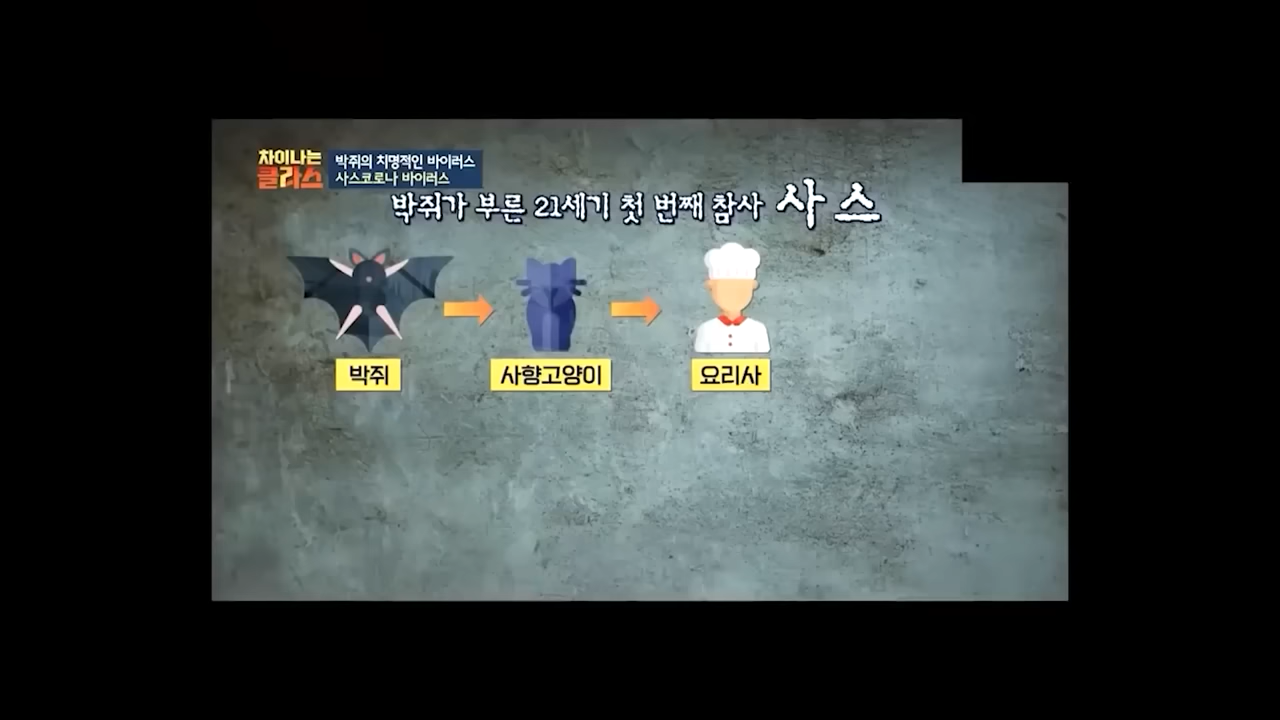 차이나는
클라스
박쥐의 치명적인 바이러스
사스코로나 바이러스
박쥐가 부른 21세기 첫 번째 참사 사스
박쥐
사향고양이
요리사